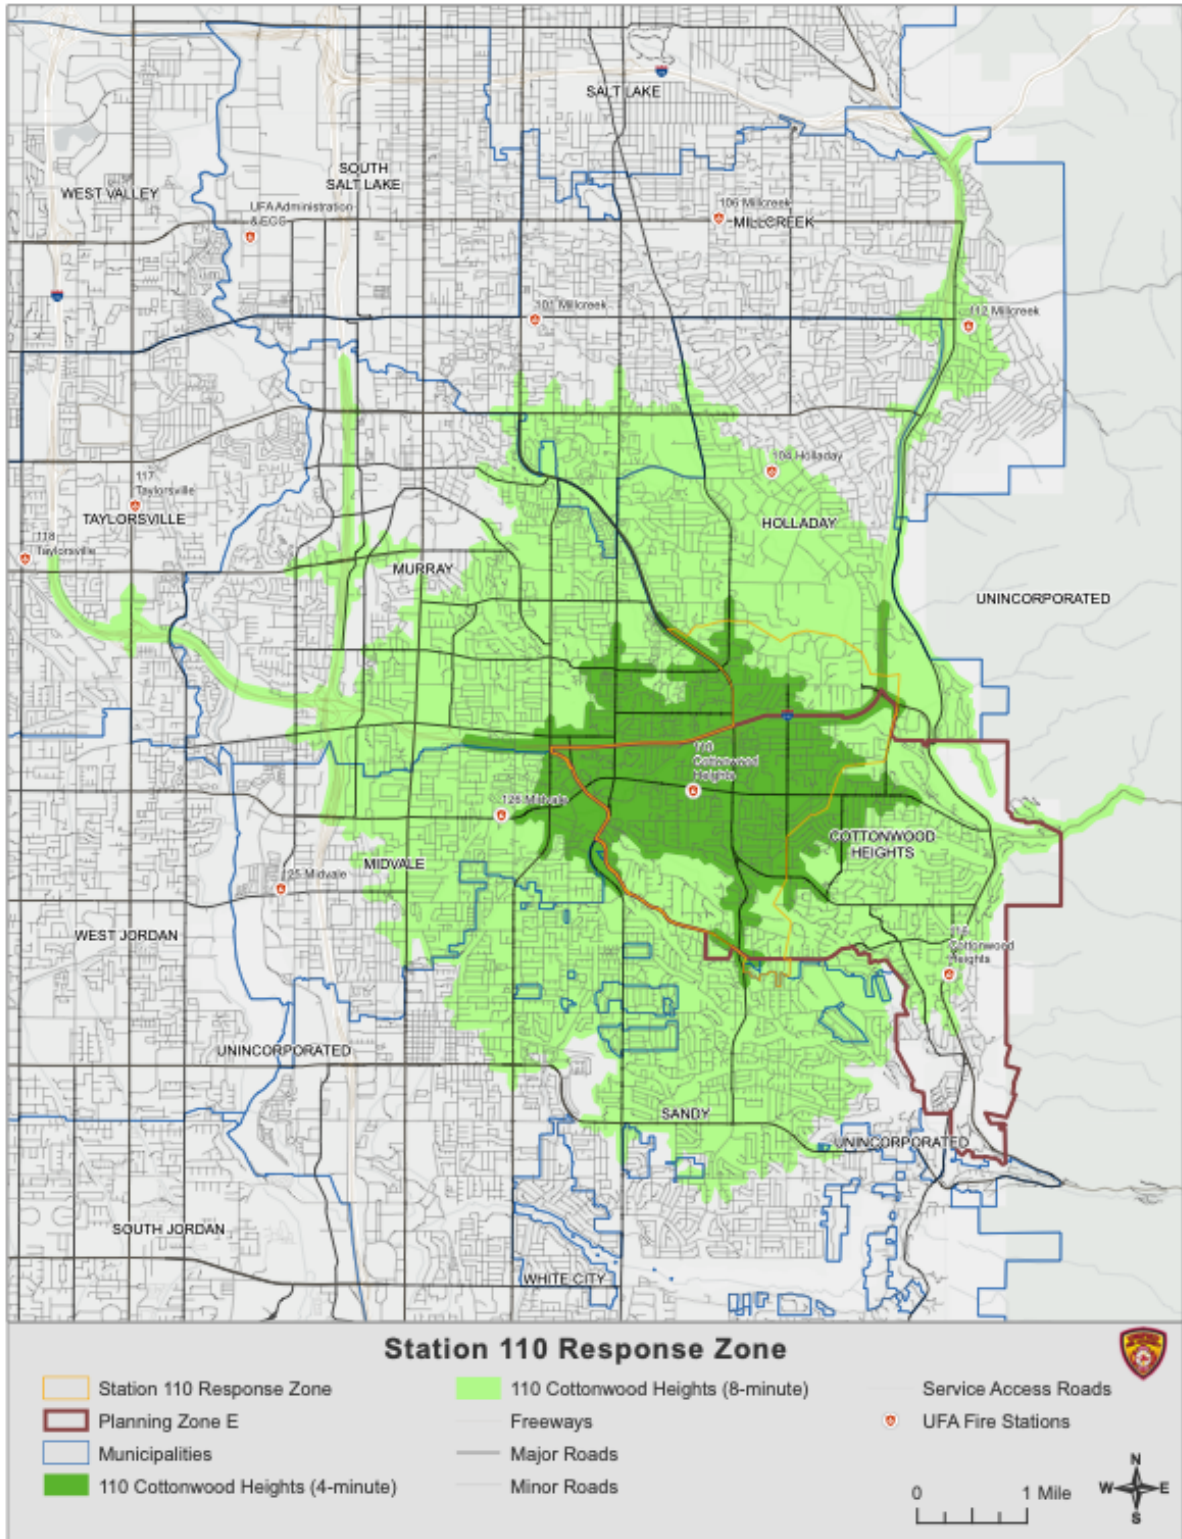 SALT LAKE
SOUTH
SALT LAKE
WEST VALLEY
UFA Administration
& ECC
106 Millcreek
MILLCREEK
101 Millcreek
112 Millcreek
104 Holladay
117
Taylorsville
TAYLORSVILLE
HOLLADAY
118
Taylorsville
MURRAY
UNINCORPORATED
110
Cottonwood
Heights
126 Midvale
COTTONWOOD
HEIGHTS
MIDVALE
125 Midvale
WEST JORDAN
116
Cottonwood
Heights
UNINCORPORATED
SANDY
UNINCORPORATED
SOUTH JORDAN
WHITE CITY
Station 110 Response Zone
Station 110 Response Zone
Planning Zone E
Municipalities
110 Cottonwood Heights (4-minute)
110 Cottonwood Heights (8-minute)
Freeways
Major Roads
Minor Roads
Service Access Roads
UFA Fire Stations
N
W E
S
0 1 Mile